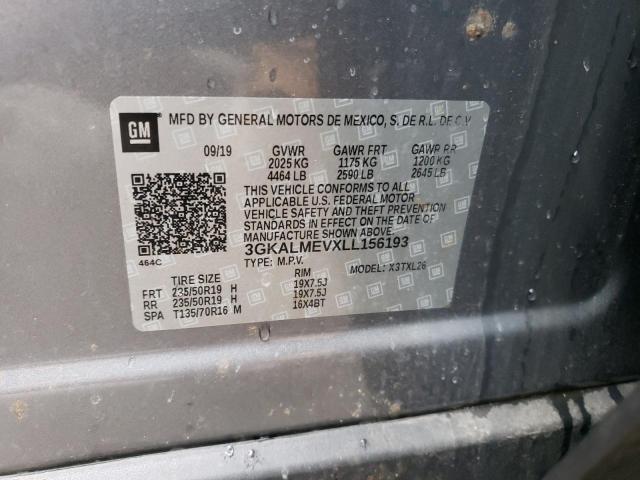 GM MFD BY GENERAL MOTORS DE MEXICO, S. DE R.L. DE C.V.
09/19 GVWR GAWR FRT GAWR RR
2025 KG 1175 KG 1200 KG
4464 LB 2590 LB 2645 LB
THIS VEHICLE CONFORMS TO ALL
APPLICABLE U.S. FEDERAL MOTOR
VEHICLE SAFETY AND THEFT PREVENTION
STANDARDS IN EFFECT ON THE DATE OF
MANUFACTURE SHOWN ABOVE.
3GKALMEVXLL156193
464C TYPE: M.P.V. MODEL: X3TXL26
TIRE SIZE RIM
FRT 235/50R19 H 19X7.5J
RR 235/50R19 H 19X7.5J
SPA T135/70R16 M 16X4BT